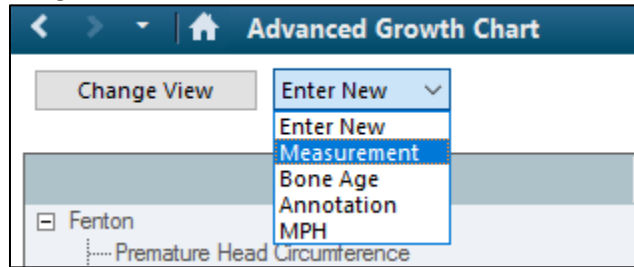 Advanced Growth Chart
Change View
Enter New
Enter New
Measurement
Bone Age
Annotation
MPH
Fenton
Premature Head Circumference